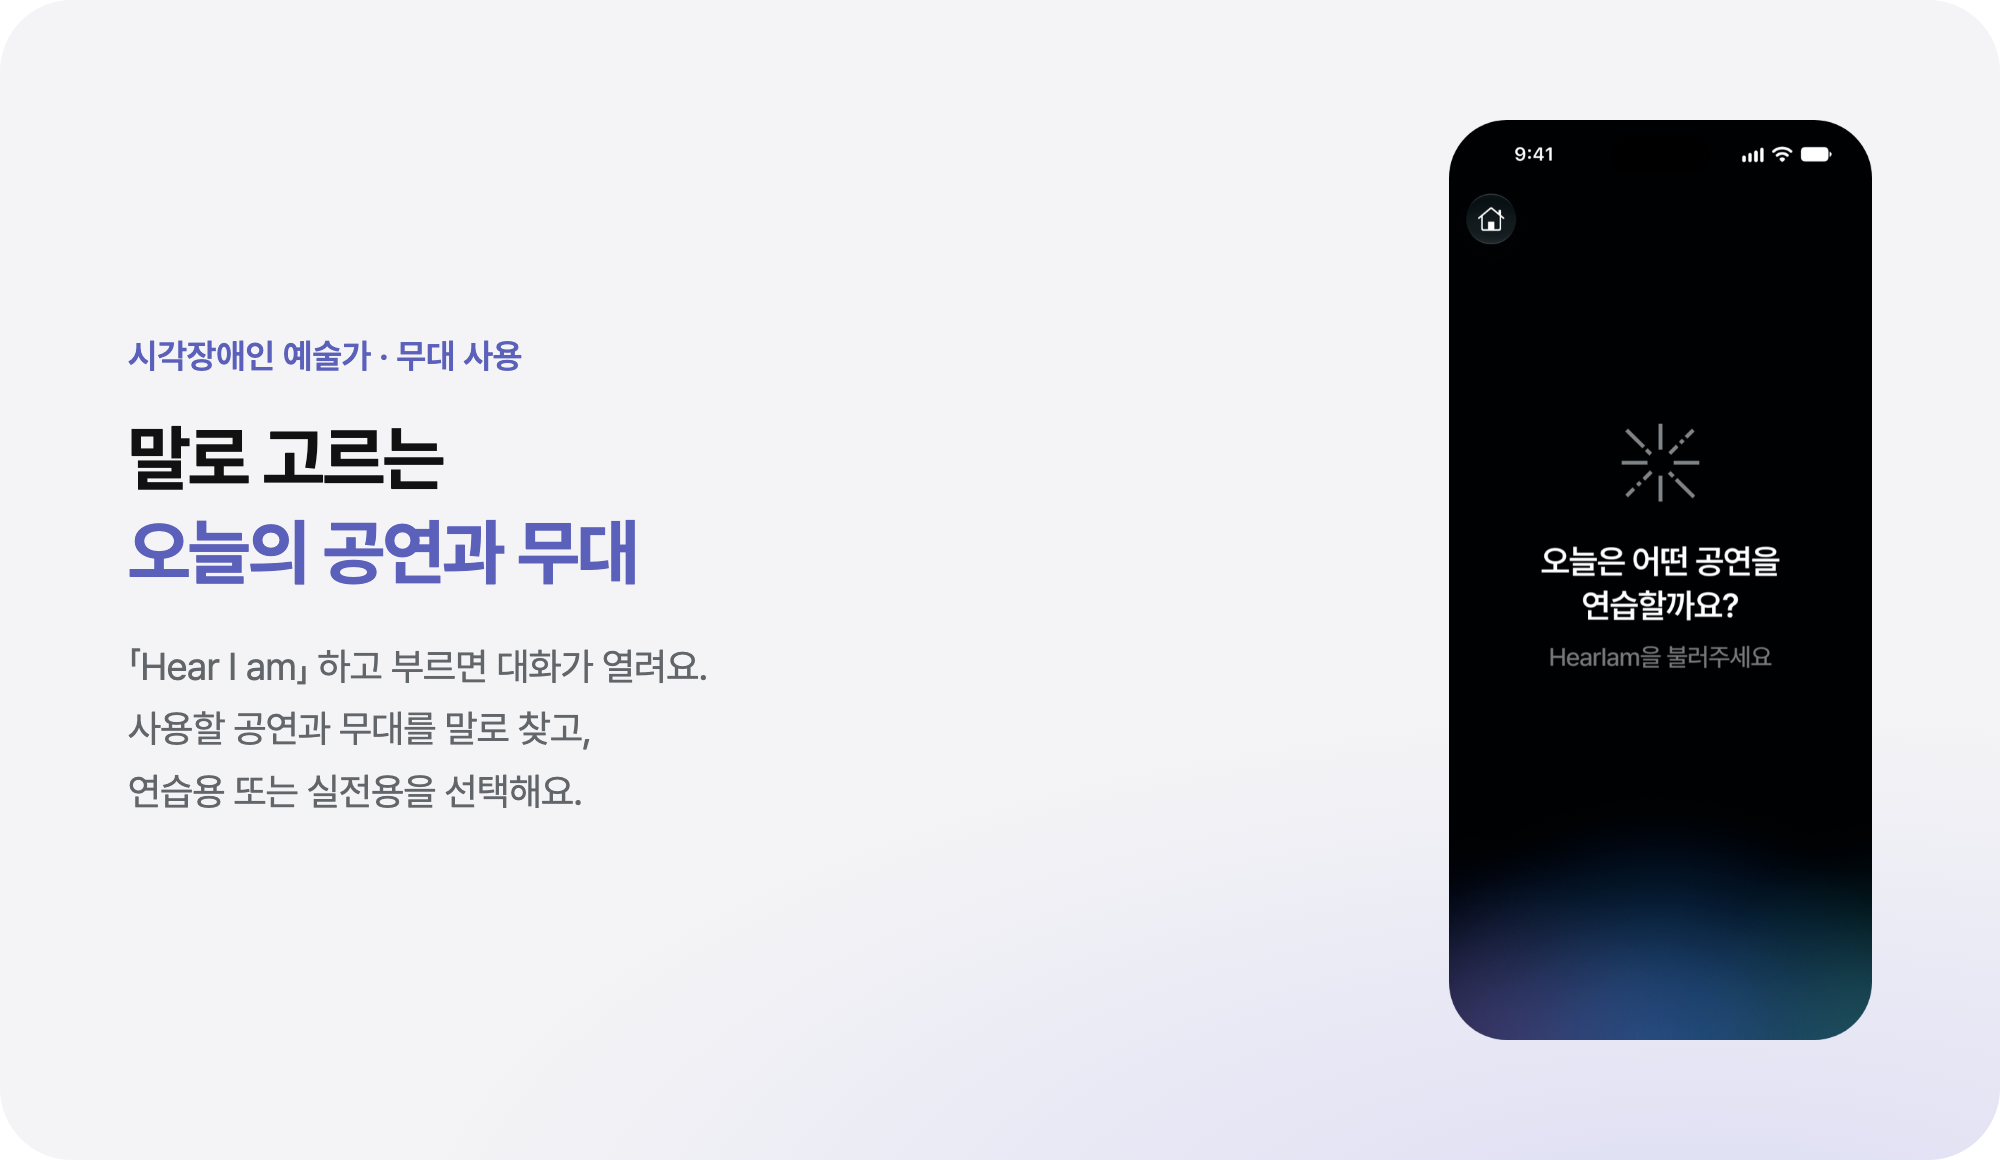 시각장애인 예술가 · 무대 사용
말로 고르는
오늘의 공연과 무대
「Hear I am」 하고 부르면 대화가 열려요.
사용할 공연과 무대를 말로 찾고,
연습용 또는 실전용을 선택해요.
9:41
오늘은 어떤 공연을
연습할까요?
HearIam을 불러주세요